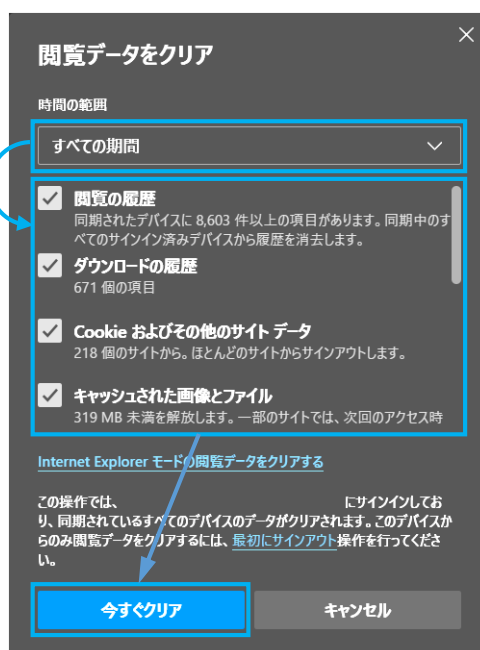 閲覧データをクリア
時間の範囲
すべての期間
閲覧の履歴
同期されたデバイスに 8,603 件以上の項目があります。同期中のす
べてのサインイン済みデバイスから履歴を消去します。
ダウンロードの履歴
671 個の項目
Cookie およびその他のサイト データ
218 個のサイトから。ほとんどのサイトからサインアウトします。
キャッシュされた画像とファイル
319 MB 未満を解放します。一部のサイトでは、次回のアクセス時
Internet Explorer モードの閲覧データをクリアする
この操作では、 にサインインしてお
り、同期されているすべてのデバイスのデータがクリアされます。このデバイスか
らのみ閲覧データをクリアするには、最初にサインアウト操作を行ってくださ
い。
今すぐクリア キャンセル